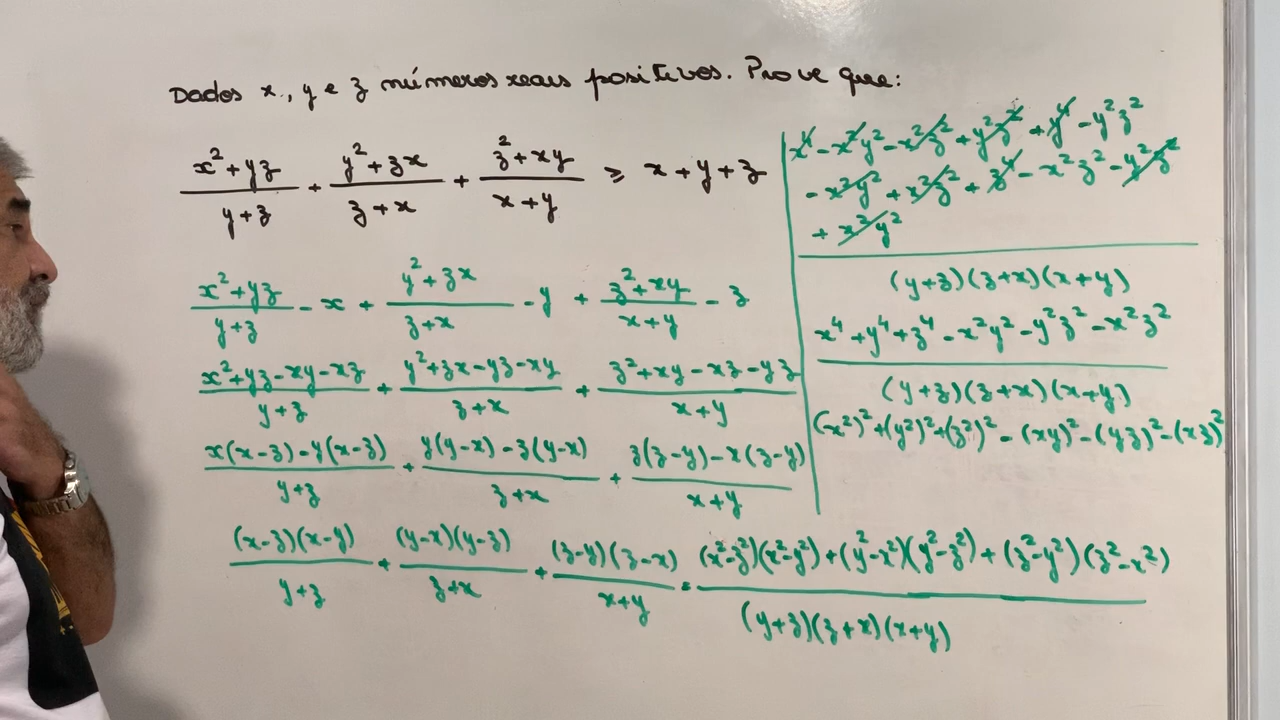 Dados x, y e z números reais positivos. Prove que:
(x² + yz)/(y+z) + (y² + zx)/(z+x) + (z² + xy)/(x+y) ≥ x + y + z
(x² + yz)/(y+z) - x + (y² + zx)/(z+x) - y + (z² + xy)/(x+y) - z
(x² + yz - xy - xz)/(y+z) + (y² + zx - yz - xy)/(z+x) + (z² + xy - xz - yz)/(x+y)
(x(x-z) - y(x-z))/(y+z) + (y(y-x) - z(y-x))/(z+x) + (z(z-y) - x(z-y))/(x+y)
((x-z)(x-y))/(y+z) + ((y-x)(y-z))/(z+x) + ((z-y)(z-x))/(x+y) = ((x²-z²)(x²-y²) + (y²-x²)(y²-z²) + (z²-y²)(z²-x²))/((y+z)(z+x)(x+y))
x⁴ - x²y² - x²z² + y²z² + y⁴ - y²z²
- x²y² + x²z² + z⁴ - x²z² - y²z²
+ x²y²
(y+z)(z+x)(x+y)
x⁴ + y⁴ + z⁴ - x²y² - y²z² - x²z²
(y+z)(z+x)(x+y)
(x²)² + (y²)² + (z²)² - (xy)² - (yz)² - (xz)²